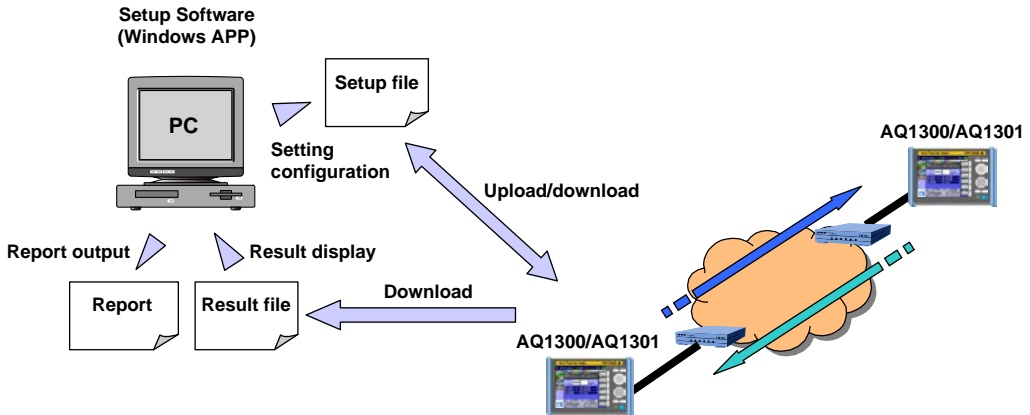 Setup Software
(Windows APP)
Setup file
PC
Setting
configuration
AQ1300/AQ1301
Upload/download
Report output
Result display
Report
Result file
Download
AQ1300/AQ1301